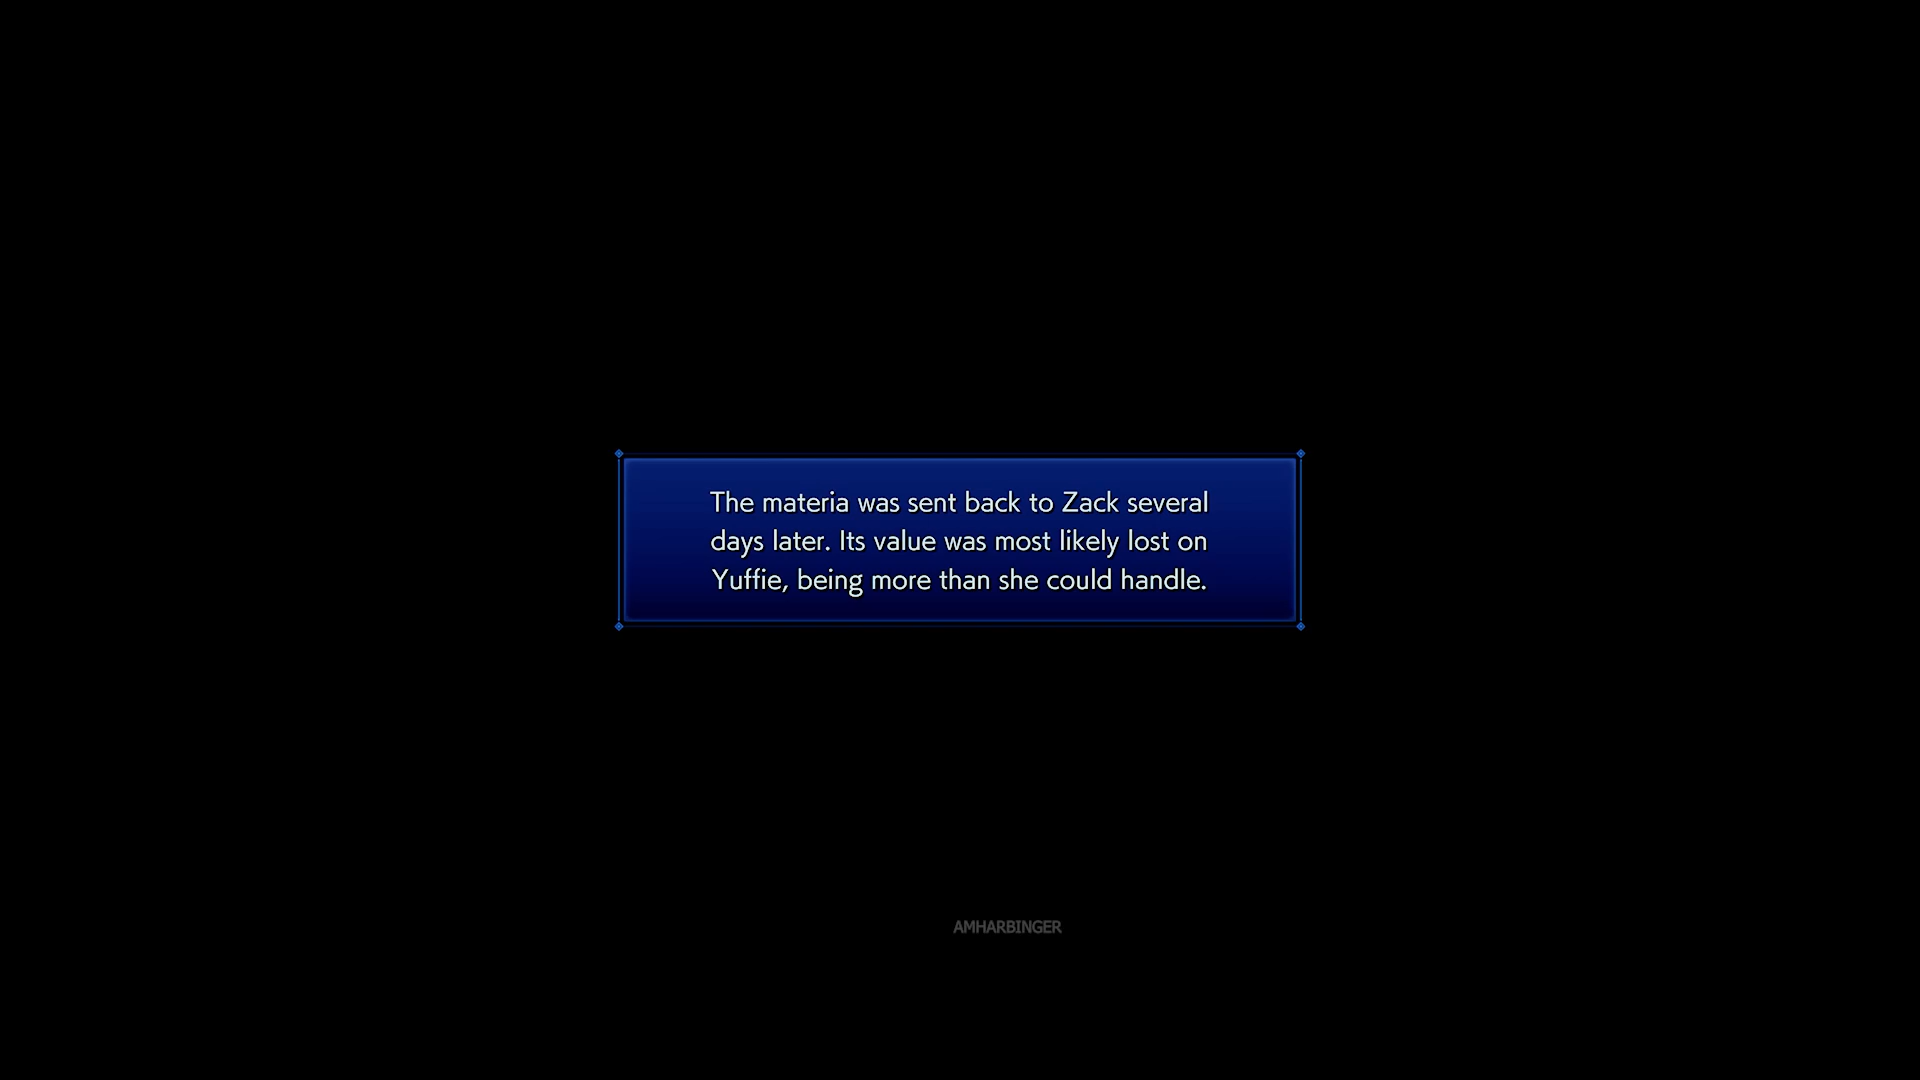 The materia was sent back to Zack several
days later. Its value was most likely lost on
Yuffie, being more than she could handle.
AMHARBINGER